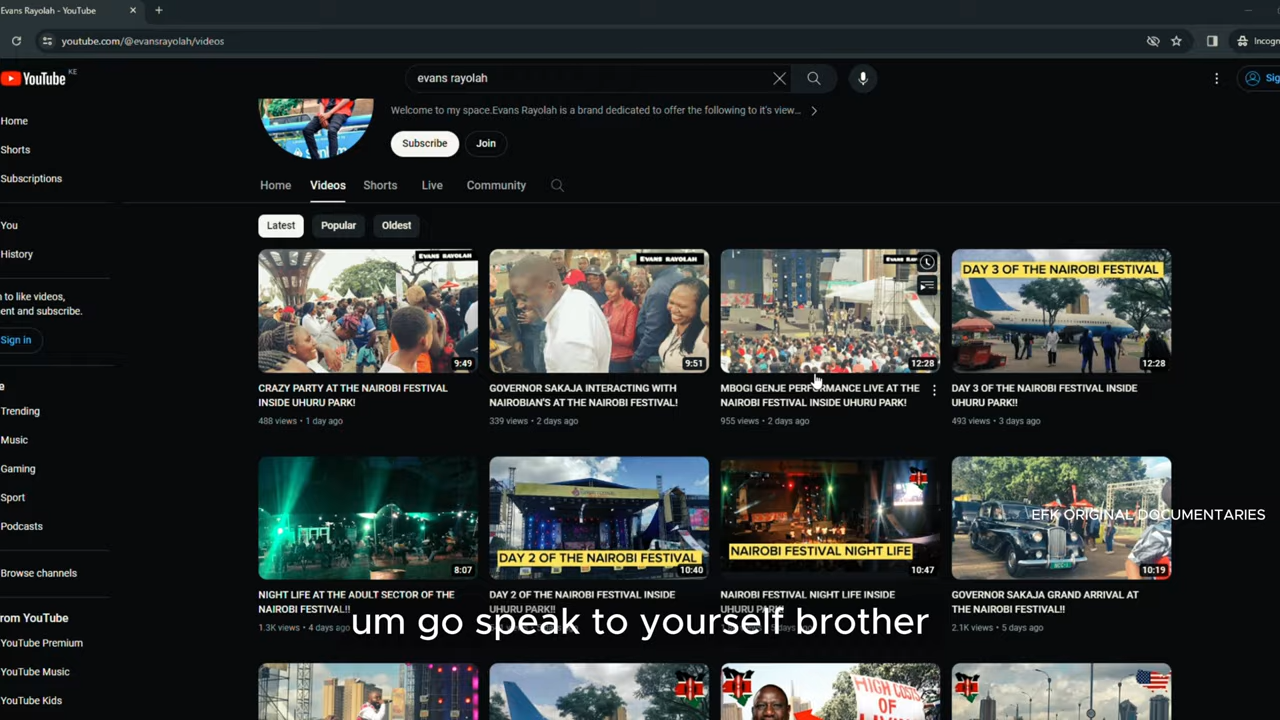 Evans Rayolah - YouTube
youtube.com/@evansrayolah/videos
Incogn
YouTube KE
evans rayolah
Sig
Welcome to my space.Evans Rayolah is a brand dedicated to offer the following to it's view...
Subscribe
Join
Home
Videos
Shorts
Live
Community
Latest
Popular
Oldest
Home
Shorts
Subscriptions
You
History
to like videos,
ent and subscribe.
Sign in
Trending
Music
Gaming
Sport
Podcasts
Browse channels
rom YouTube
YouTube Premium
YouTube Music
YouTube Kids
EVANS RAYOLAH
9:49
CRAZY PARTY AT THE NAIROBI FESTIVAL
INSIDE UHURU PARK!
488 views • 1 day ago
EVANS RAYOLAH
9:51
GOVERNOR SAKAJA INTERACTING WITH
NAIROBIAN'S AT THE NAIROBI FESTIVAL!
339 views • 2 days ago
12:28
MBOGI GENJE PERFORMANCE LIVE AT THE
NAIROBI FESTIVAL INSIDE UHURU PARK!
955 views • 2 days ago
DAY 3 OF THE NAIROBI FESTIVAL
12:28
DAY 3 OF THE NAIROBI FESTIVAL INSIDE
UHURU PARK!!
493 views • 3 days ago
8:07
NIGHT LIFE AT THE ADULT SECTOR OF THE
NAIROBI FESTIVAL!!
1.3K views • 4 days ago
DAY 2 OF THE NAIROBI FESTIVAL
10:40
DAY 2 OF THE NAIROBI FESTIVAL INSIDE
UHURU PARK!!
NAIROBI FESTIVAL NIGHT LIFE
10:47
NAIROBI FESTIVAL NIGHT LIFE INSIDE
UHURU PARK!!
days ago
10:19
GOVERNOR SAKAJA GRAND ARRIVAL AT
THE NAIROBI FESTIVAL!!
2.1K views • 5 days ago
EFK ORIGINAL DOCUMENTARIES
um go speak to yourself brother
HIGH COSTS
OF